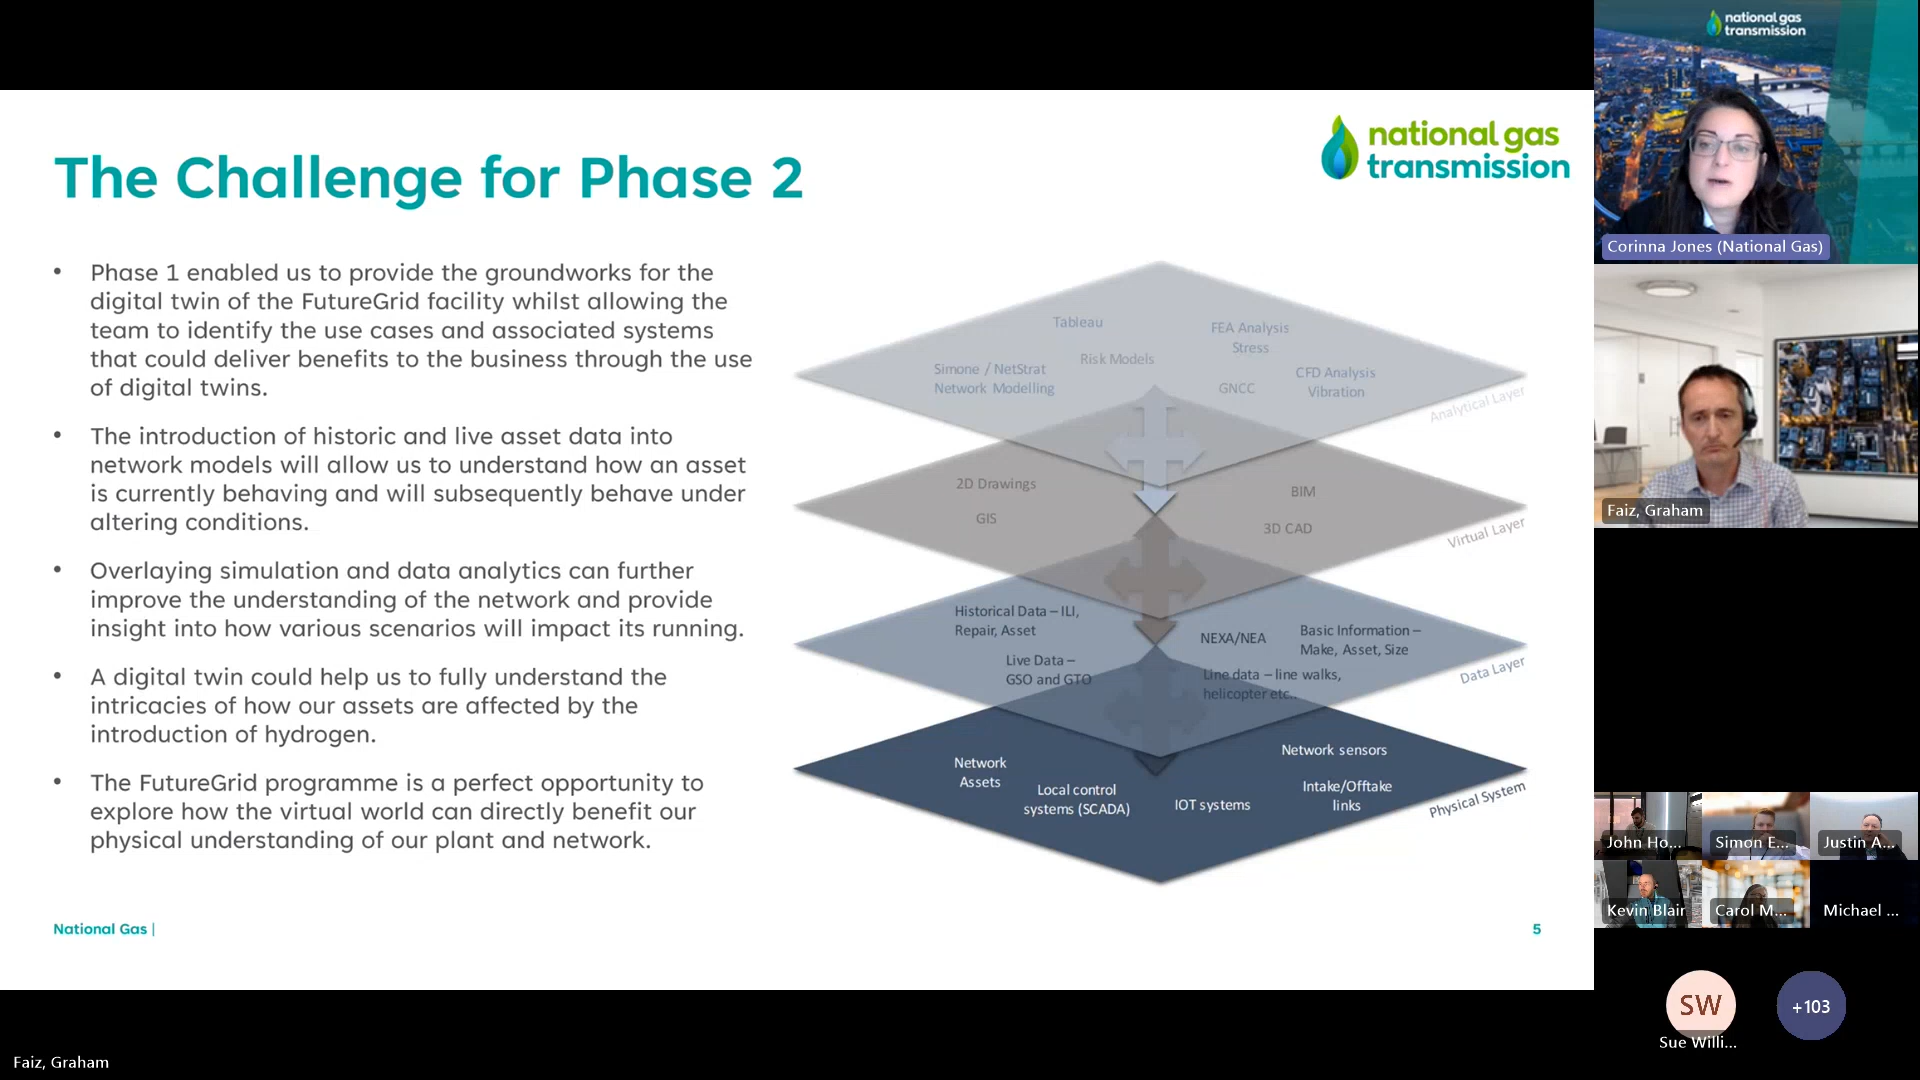 The Challenge for Phase 2
national gas
transmission
• Phase 1 enabled us to provide the groundworks for the
digital twin of the FutureGrid facility whilst allowing the
team to identify the use cases and associated systems
that could deliver benefits to the business through the use
of digital twins.
• The introduction of historic and live asset data into
network models will allow us to understand how an asset
is currently behaving and will subsequently behave under
altering conditions.
• Overlaying simulation and data analytics can further
improve the understanding of the network and provide
insight into how various scenarios will impact its running.
• A digital twin could help us to fully understand the
intricacies of how our assets are affected by the
introduction of hydrogen.
• The FutureGrid programme is a perfect opportunity to
explore how the virtual world can directly benefit our
physical understanding of our plant and network.
Tableau
FEA Analysis
Stress
Risk Models
Simone / NetStrat
Network Modelling
GNCC
CFD Analysis
Vibration
Analytical Layer
2D Drawings
BIM
GIS
3D CAD
Virtual Layer
Historical Data – ILI,
Repair, Asset
NEXA/NEA
Basic Information –
Make, Asset, Size
Live Data –
GSO and GTO
Line data – line walks,
helicopter etc..
Data Layer
Network
Assets
Network sensors
Local control
systems (SCADA)
IOT systems
Intake/Offtake
links
Physical System
National Gas |
5
national gas
transmission
Corinna Jones (National Gas)
Faiz, Graham
John Ho...
Simon E...
Justin A...
Kevin Blair
Carol M...
Michael ...
SW
+103
Sue Willi...
Faiz, Graham